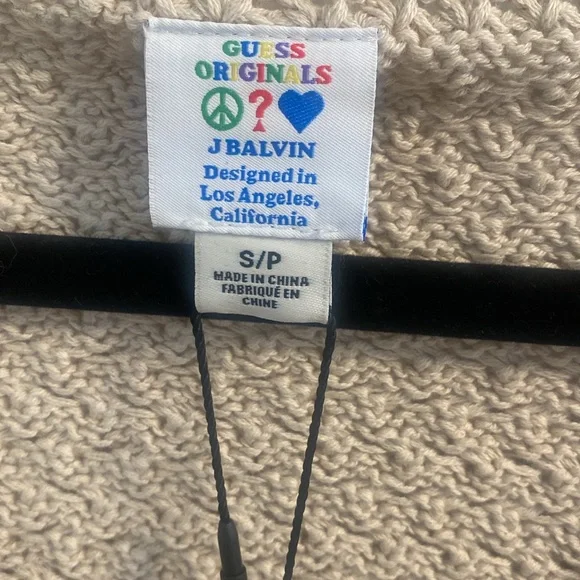 GUESS
ORIGINALS
?
J BALVIN
Designed in
Los Angeles,
California
S/P
MADE IN CHINA
FABRIQUÉ EN
CHINE